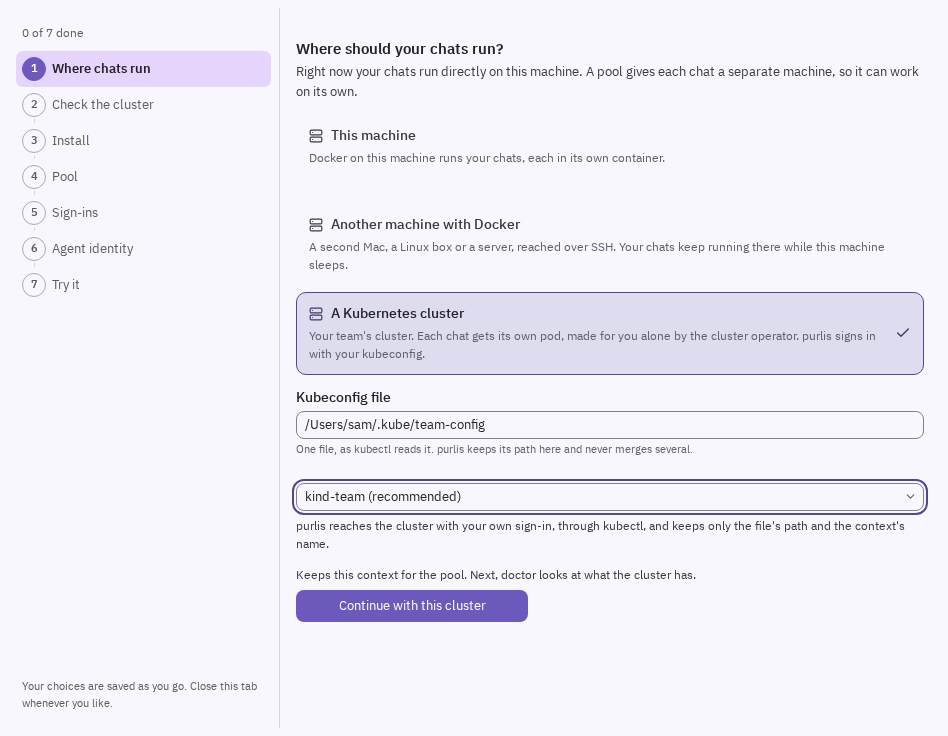 0 of 7 done
1 Where chats run
2 Check the cluster
3 Install
4 Pool
5 Sign-ins
6 Agent identity
7 Try it
Your choices are saved as you go. Close this tab
whenever you like.
Where should your chats run?
Right now your chats run directly on this machine. A pool gives each chat a separate machine, so it can work
on its own.
This machine
Docker on this machine runs your chats, each in its own container.
Another machine with Docker
A second Mac, a Linux box or a server, reached over SSH. Your chats keep running there while this machine
sleeps.
A Kubernetes cluster
Your team's cluster. Each chat gets its own pod, made for you alone by the cluster operator. purlis signs in
with your kubeconfig.
Kubeconfig file
/Users/sam/.kube/team-config
One file, as kubectl reads it. purlis keeps its path here and never merges several.
kind-team (recommended)
purlis reaches the cluster with your own sign-in, through kubectl, and keeps only the file's path and the context's
name.
Keeps this context for the pool. Next, doctor looks at what the cluster has.
Continue with this cluster